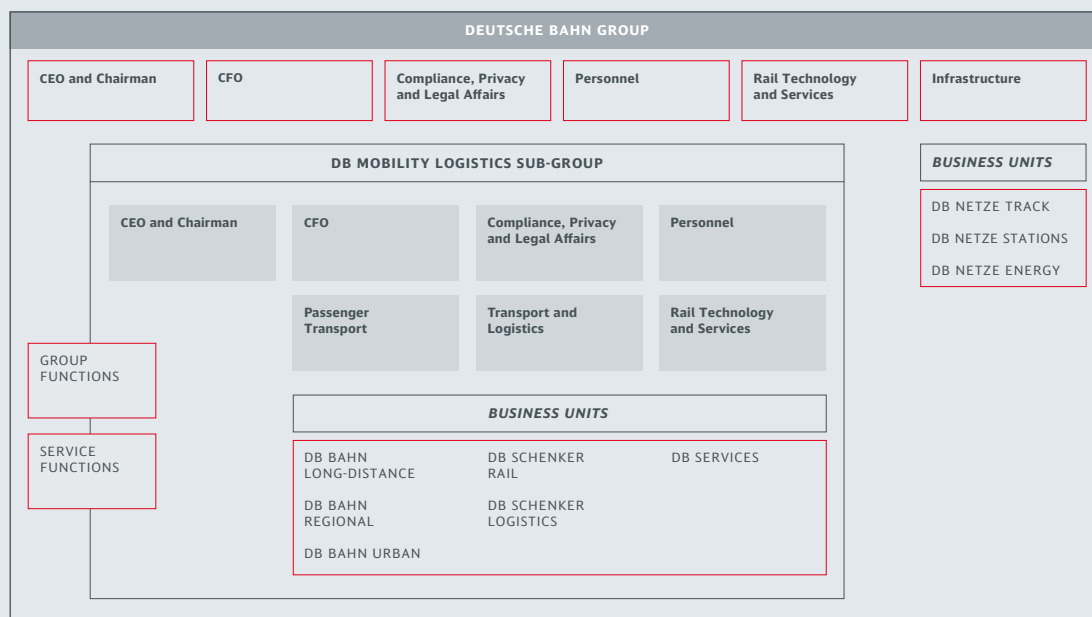 DEUTSCHE BAHN GROUP
CEO and Chairman
CFO
Compliance, Privacy
and Legal Affairs
Personnel
Rail Technology
and Services
Infrastructure
DB MOBILITY LOGISTICS SUB-GROUP
CEO and Chairman
CFO
Compliance, Privacy
and Legal Affairs
Personnel
Passenger
Transport
Transport and
Logistics
Rail Technology
and Services
GROUP
FUNCTIONS
SERVICE
FUNCTIONS
BUSINESS UNITS
DB BAHN
LONG-DISTANCE
DB BAHN
REGIONAL
DB BAHN URBAN
DB SCHENKER
RAIL
DB SCHENKER
LOGISTICS
DB SERVICES
BUSINESS UNITS
DB NETZE TRACK
DB NETZE STATIONS
DB NETZE ENERGY